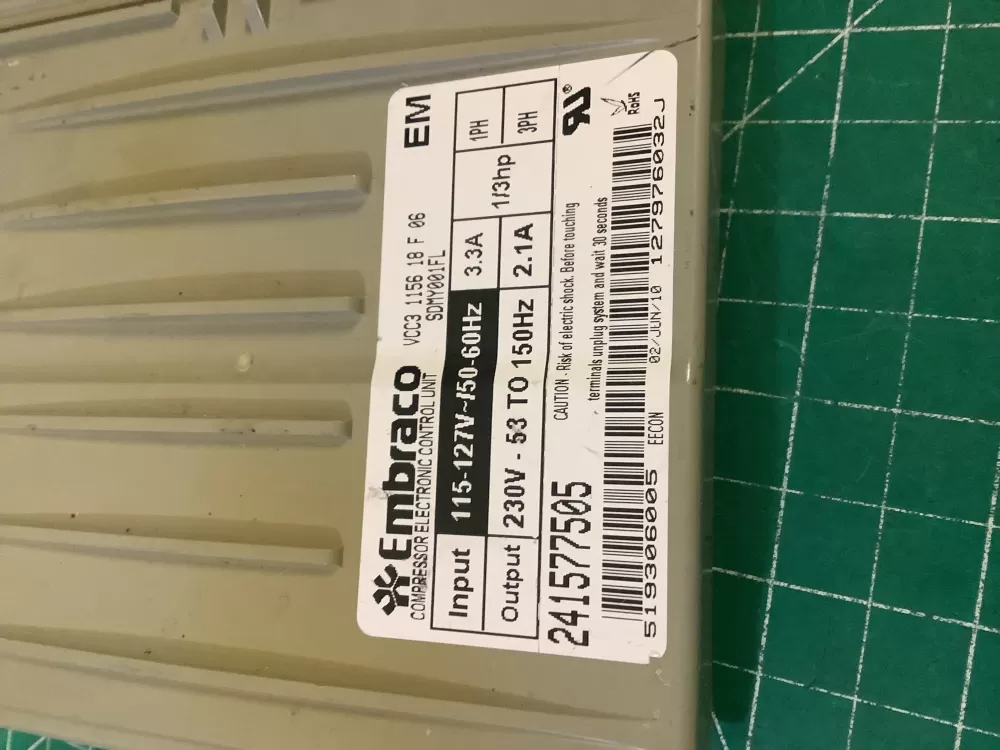 Embraco VCC3 1156 18 F 06 EM
COMPRESSOR ELECTRONIC CONTROL UNIT SDMY001FL
Input 115-127V~/50-60Hz 3.3A 1/3hp 1PH
Output 230V - 53 TO 150Hz 2.1A 3PH
241577505
CAUTION - Risk of electric shock. Before touching
terminals unplug system and wait 30 seconds
RU®
RoHS
519306005 EECON 02/JUN/10 127976032J